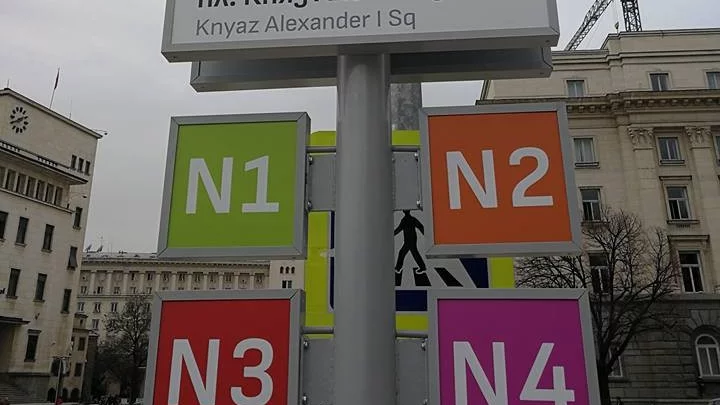 Knyaz Alexander I Sq
N1 N2
N3 N4